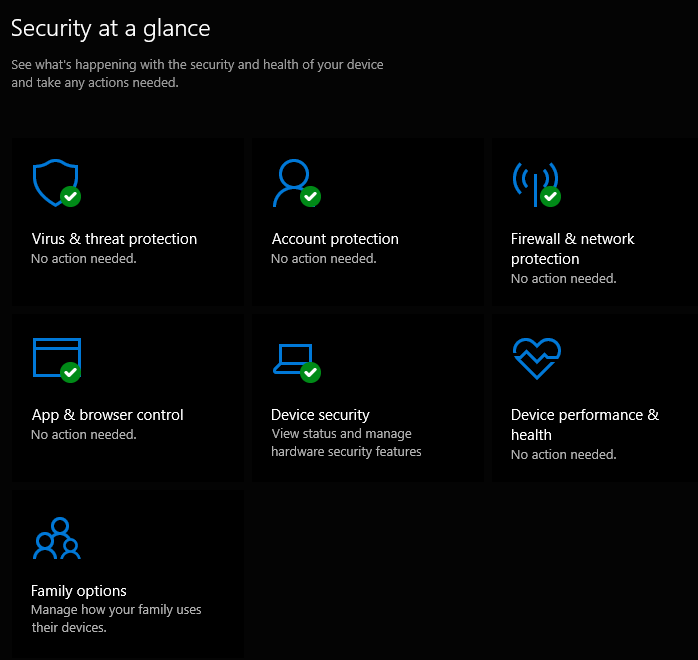 Security at a glance
See what's happening with the security and health of your device
and take any actions needed.
Virus & threat protection
No action needed.
Account protection
No action needed.
Firewall & network
protection
No action needed.
App & browser control
No action needed.
Device security
View status and manage
hardware security features
Device performance &
health
No action needed.
Family options
Manage how your family uses
their devices.